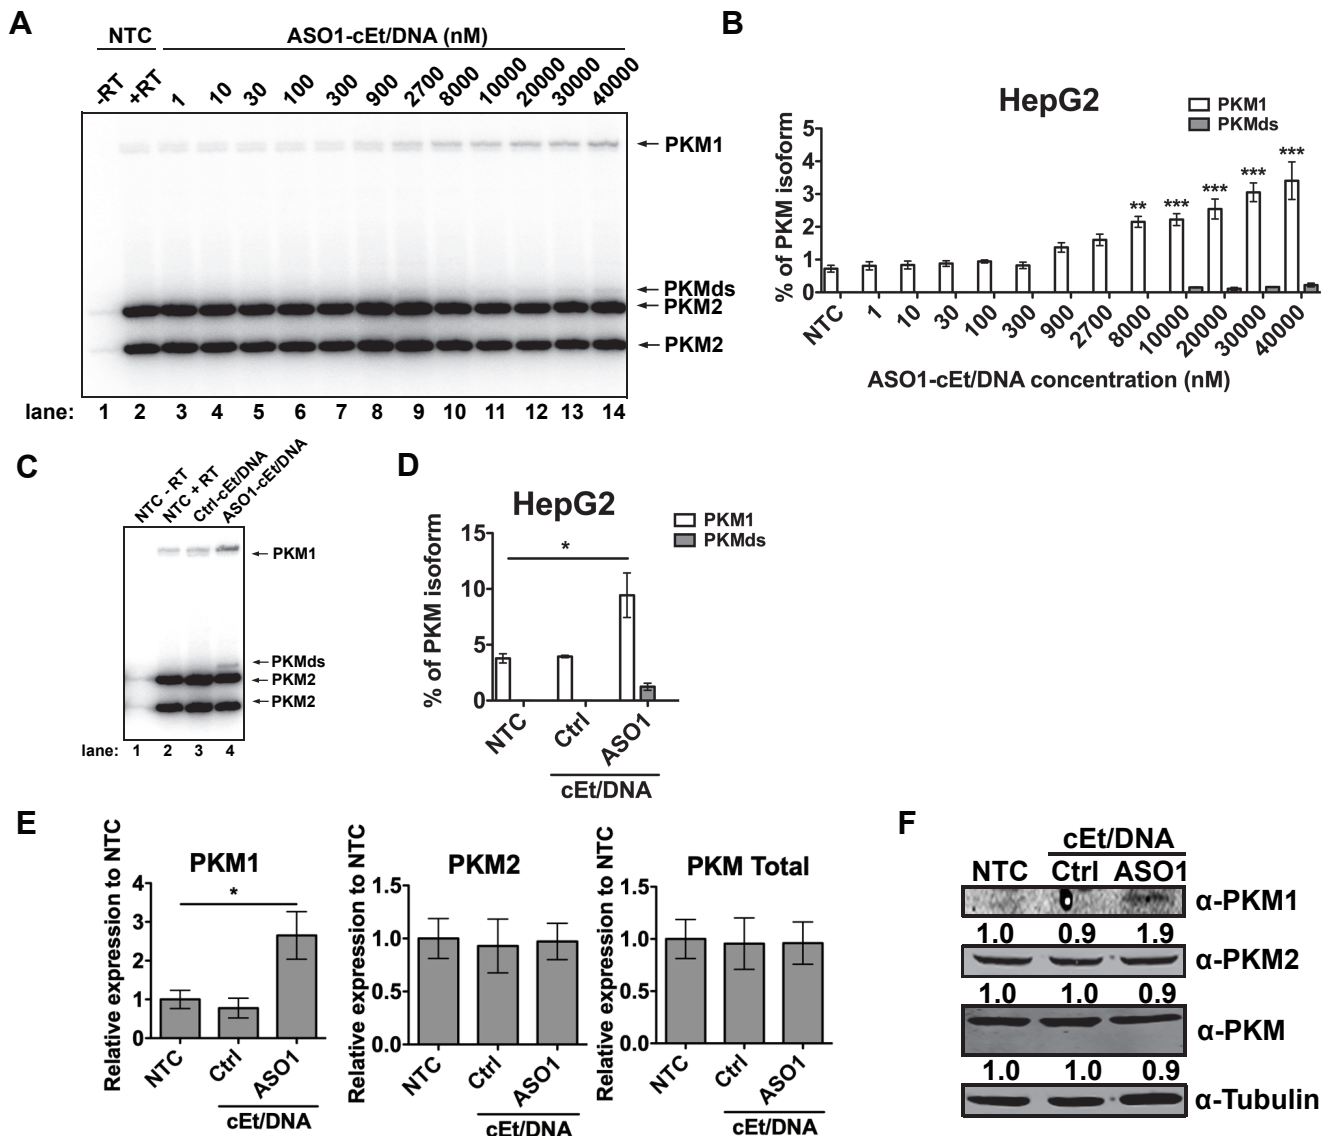 A
NTC
ASO1-cEt/DNA (nM)
-RT +RT 1 10 30 100 300 900 2700 8000 10000 20000 30000 40000
PKM1
PKMds
PKM2
PKM2
lane: 1 2 3 4 5 6 7 8 9 10 11 12 13 14
B
HepG2
PKM1
PKMds
% of PKM isoform
5
4
3
2
1
0
** *** *** *** ***
NTC 1 10 30 100 300 900 2700 8000 10000 20000 30000 40000
ASO1-cEt/DNA concentration (nM)
C
NTC - RT
NTC + RT
Ctrl-cEt/DNA
ASO1-cEt/DNA
PKM1
PKMds
PKM2
PKM2
lane: 1 2 3 4
D
HepG2
PKM1
PKMds
% of PKM isoform
15
10
5
0
*
NTC Ctrl ASO1
cEt/DNA
E
PKM1
Relative expression to NTC
4
3
2
1
0
*
NTC Ctrl ASO1
cEt/DNA
PKM2
Relative expression to NTC
1.5
1.0
0.5
0.0
NTC Ctrl ASO1
cEt/DNA
PKM Total
Relative expression to NTC
1.5
1.0
0.5
0.0
NTC Ctrl ASO1
cEt/DNA
F
cEt/DNA
NTC Ctrl ASO1
α-PKM1
1.0 0.9 1.9
α-PKM2
1.0 1.0 0.9
α-PKM
1.0 1.0 0.9
α-Tubulin